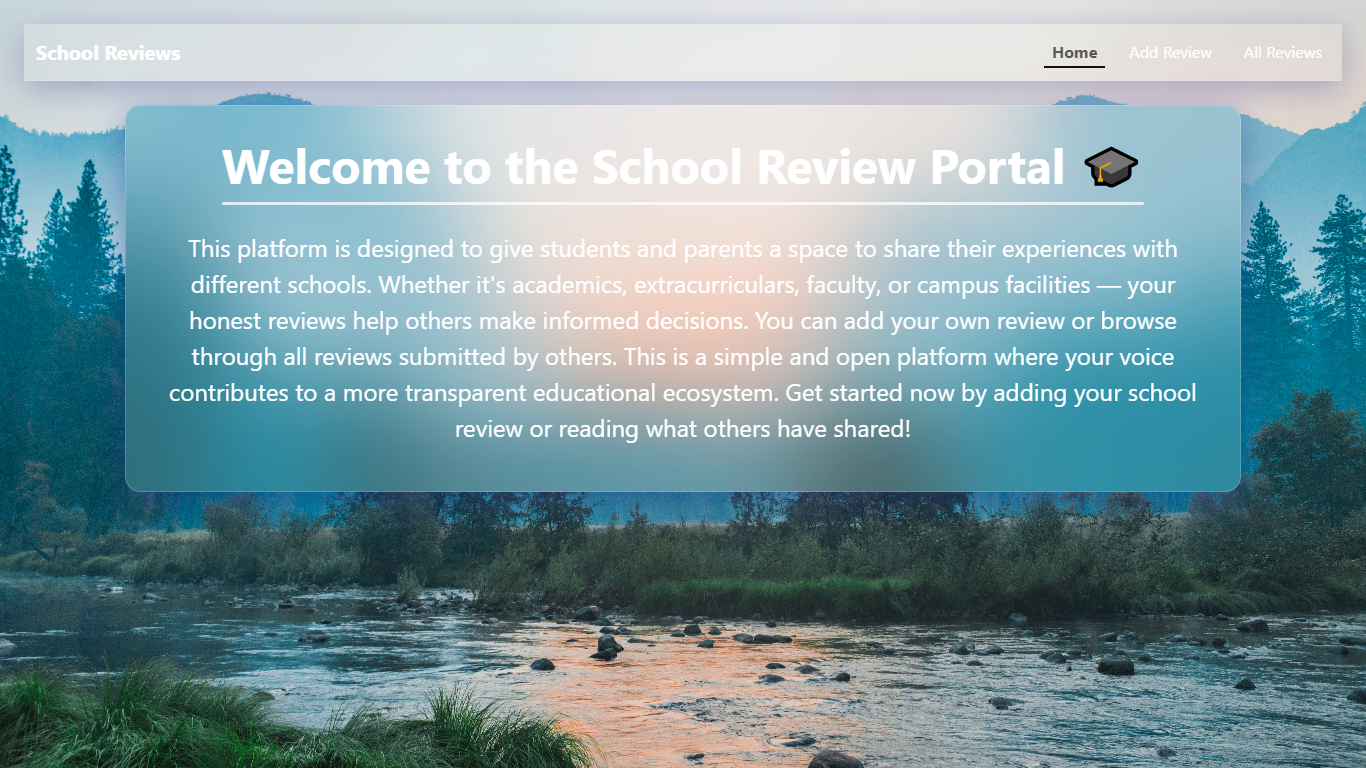 School Reviews
Home Add Review All Reviews
Welcome to the School Review Portal 🎓
This platform is designed to give students and parents a space to share their experiences with
different schools. Whether it's academics, extracurriculars, faculty, or campus facilities — your
honest reviews help others make informed decisions. You can add your own review or browse
through all reviews submitted by others. This is a simple and open platform where your voice
contributes to a more transparent educational ecosystem. Get started now by adding your school
review or reading what others have shared!